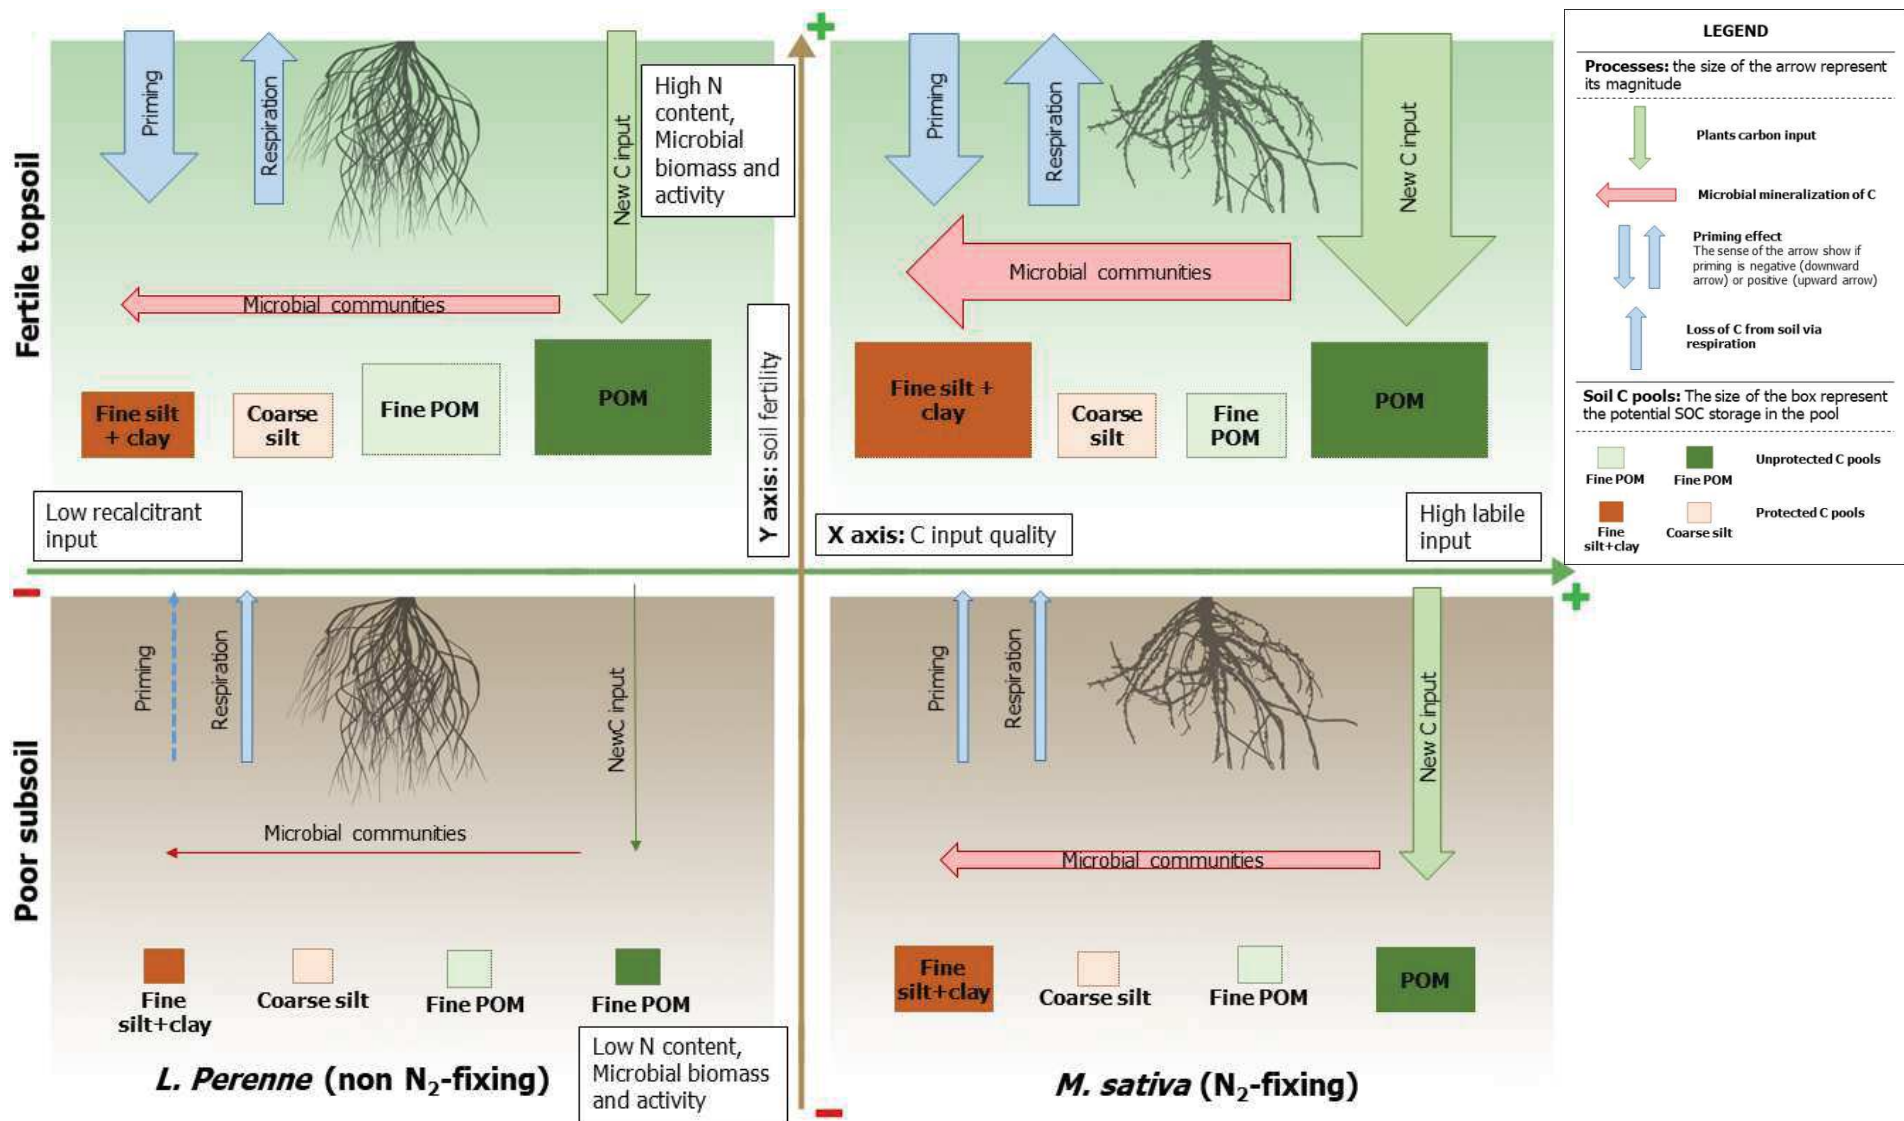 Fertile topsoil
Priming
Respiration
New C input
High N
content,
Microbial
biomass and
activity
Microbial communities
Fine silt
+ clay
Coarse
silt
Fine POM
POM
Y axis: soil fertility
Priming
Respiration
New C input
Microbial communities
Fine silt +
clay
Coarse
silt
Fine
POM
POM
Low recalcitrant
input
X axis: C input quality
High labile
input
Poor subsoil
Priming
Respiration
NewC input
Microbial communities
Fine
silt+clay
Coarse silt
Fine POM
Fine POM
Low N content,
Microbial biomass
and activity
L. Perenne (non N₂-fixing)
Priming
Respiration
New C input
Microbial communities
Fine
silt+clay
Coarse silt
Fine POM
POM
M. sativa (N₂-fixing)
LEGEND
Processes: the size of the arrow represent
its magnitude
Plants carbon input
Microbial mineralization of C
Priming effect
The sense of the arrow show if
priming is negative (downward
arrow) or positive (upward arrow)
Loss of C from soil via
respiration
Soil C pools: The size of the box represent
the potential SOC storage in the pool
Fine POM
Fine POM
Unprotected C pools
Fine
silt+clay
Coarse silt
Protected C pools